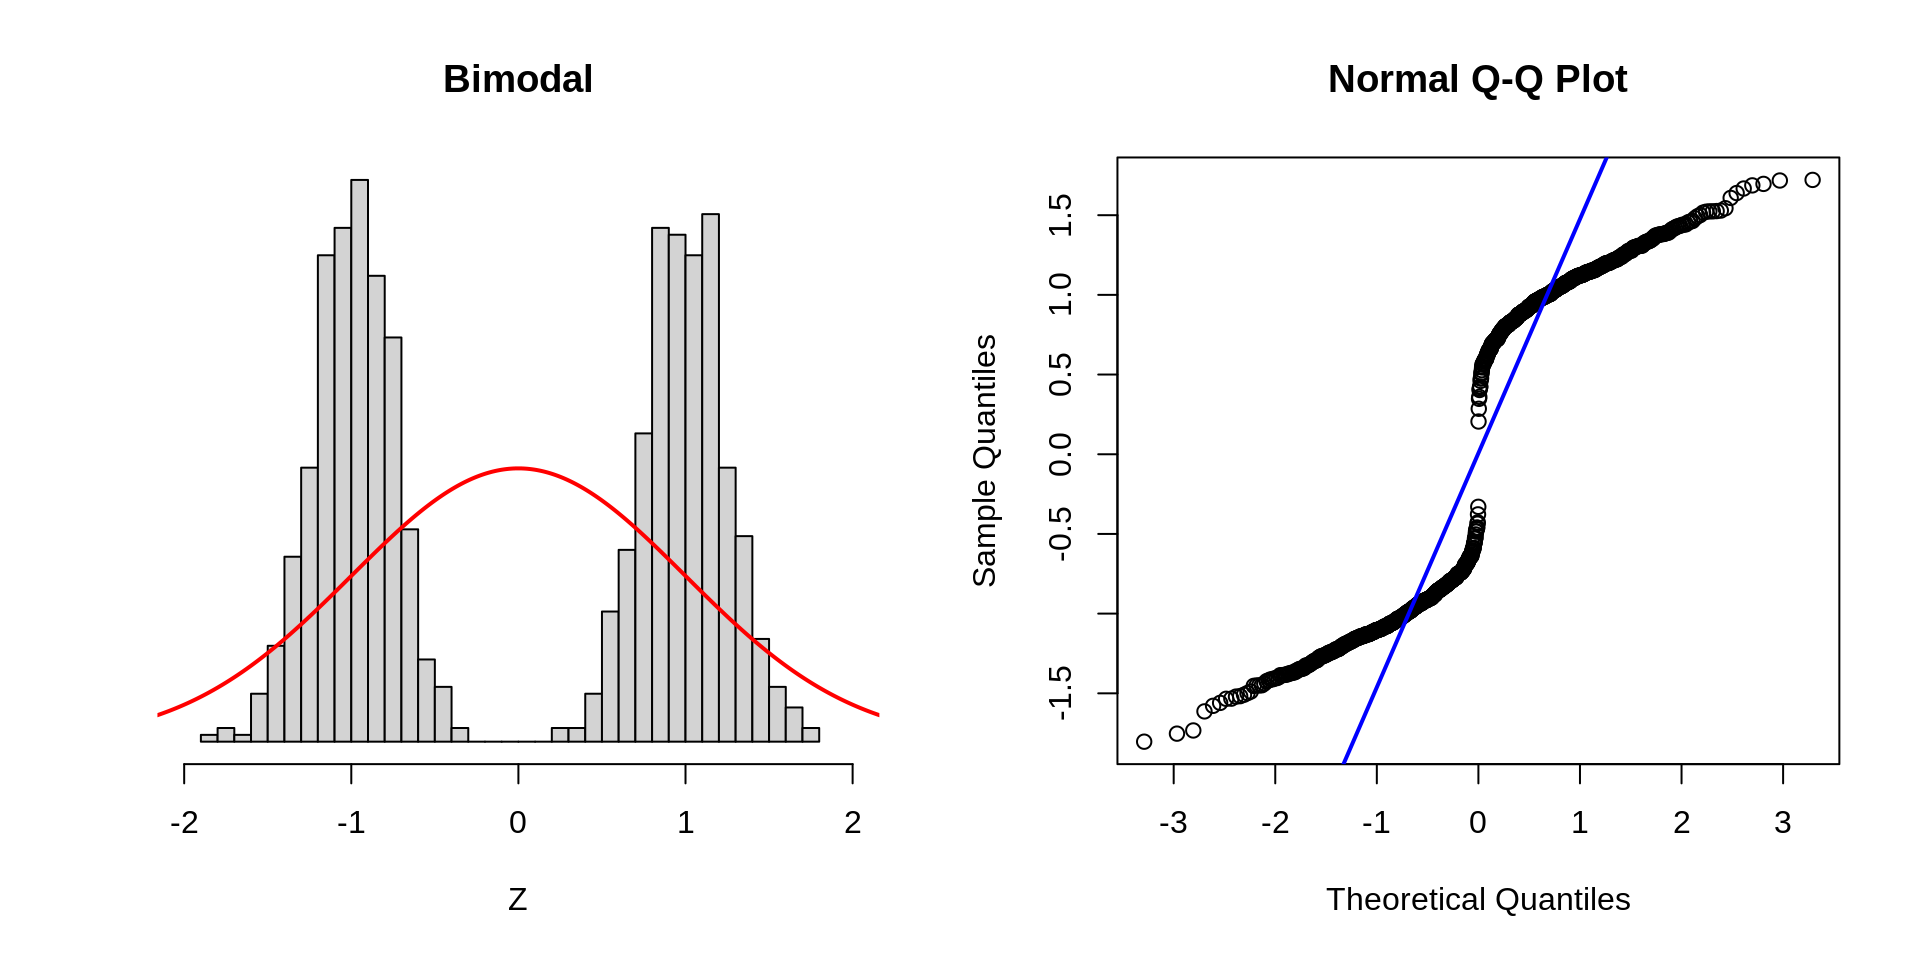 Bimodal
-2 -1 0 1 2
Z
Normal Q-Q Plot
Sample Quantiles
-1.5 -0.5 0.0 0.5 1.0 1.5
-3 -2 -1 0 1 2 3
Theoretical Quantiles